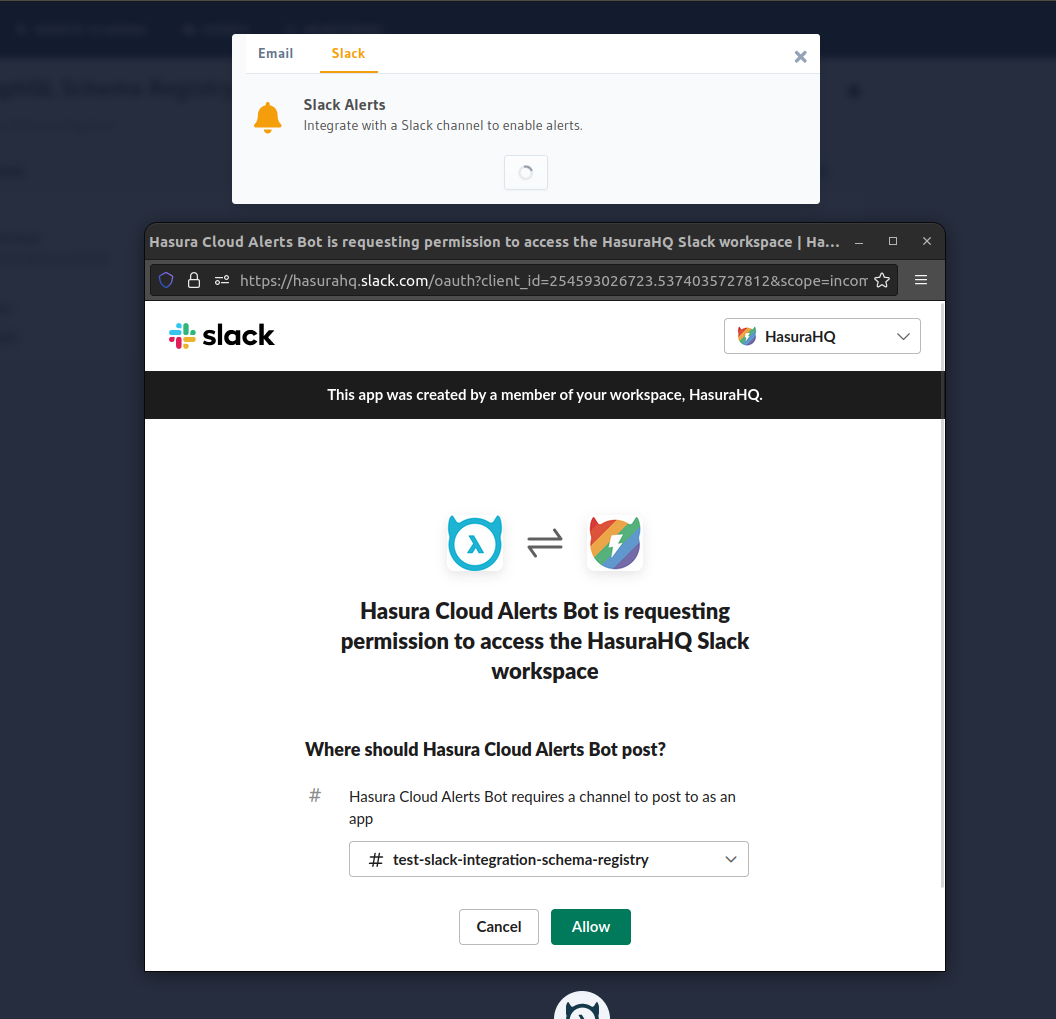 Email Slack
Slack Alerts
Integrate with a Slack channel to enable alerts.
Hasura Cloud Alerts Bot is requesting permission to access the HasuraHQ Slack workspace | Ha...
https://hasurahq.slack.com/oauth?client_id=254593026723.5374035727812&scope=incom
slack
HasuraHQ
This app was created by a member of your workspace, HasuraHQ.
Hasura Cloud Alerts Bot is requesting
permission to access the HasuraHQ Slack
workspace
Where should Hasura Cloud Alerts Bot post?
# Hasura Cloud Alerts Bot requires a channel to post to as an
app
# test-slack-integration-schema-registry
Cancel Allow